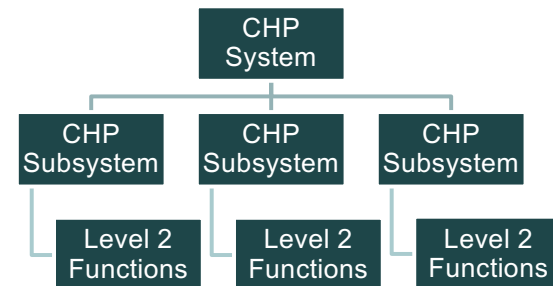 CHP
System
CHP
Subsystem
CHP
Subsystem
CHP
Subsystem
Level 2
Functions
Level 2
Functions
Level 2
Functions